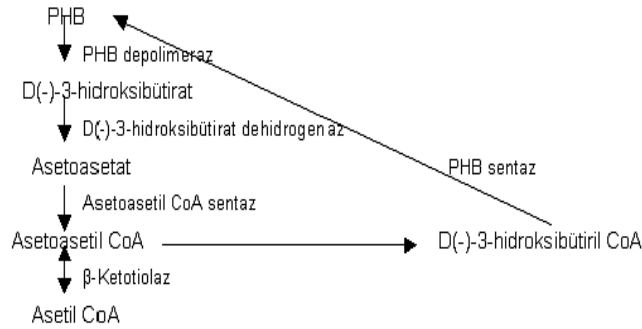 PHB
PHB depolimeraz
D(-)-3-hidroksibütirat
D(-)-3-hidroksibütirat dehidrogenaz
Asetoasetat
PHB sentaz
Asetoasetil CoA sentaz
Asetoasetil CoA
D(-)-3-hidroksibütiril CoA
β-Ketotiolaz
Asetil CoA